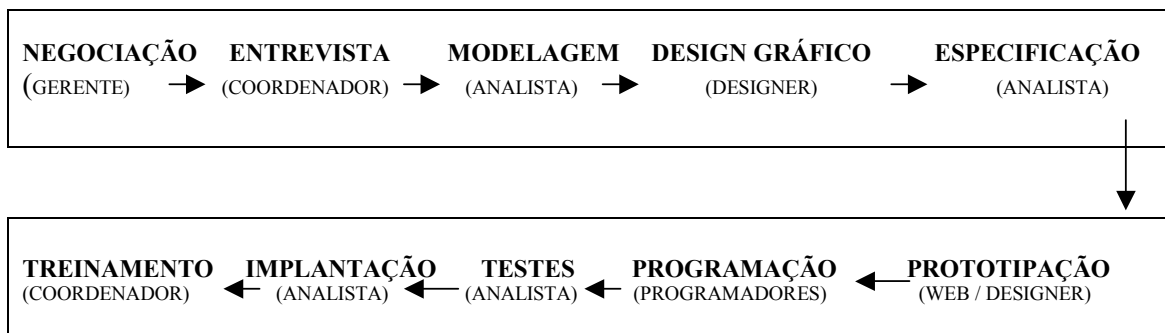 NEGOCIAÇÃO ENTREVISTA MODELAGEM DESIGN GRÁFICO ESPECIFICAÇÃO
(GERENTE) (COORDENADOR) (ANALISTA) (DESIGNER) (ANALISTA)
TREINAMENTO IMPLANTAÇÃO TESTES PROGRAMAÇÃO PROTOTIPAÇÃO
(COORDENADOR) (ANALISTA) (ANALISTA) (PROGRAMADORES) (WEB / DESIGNER)